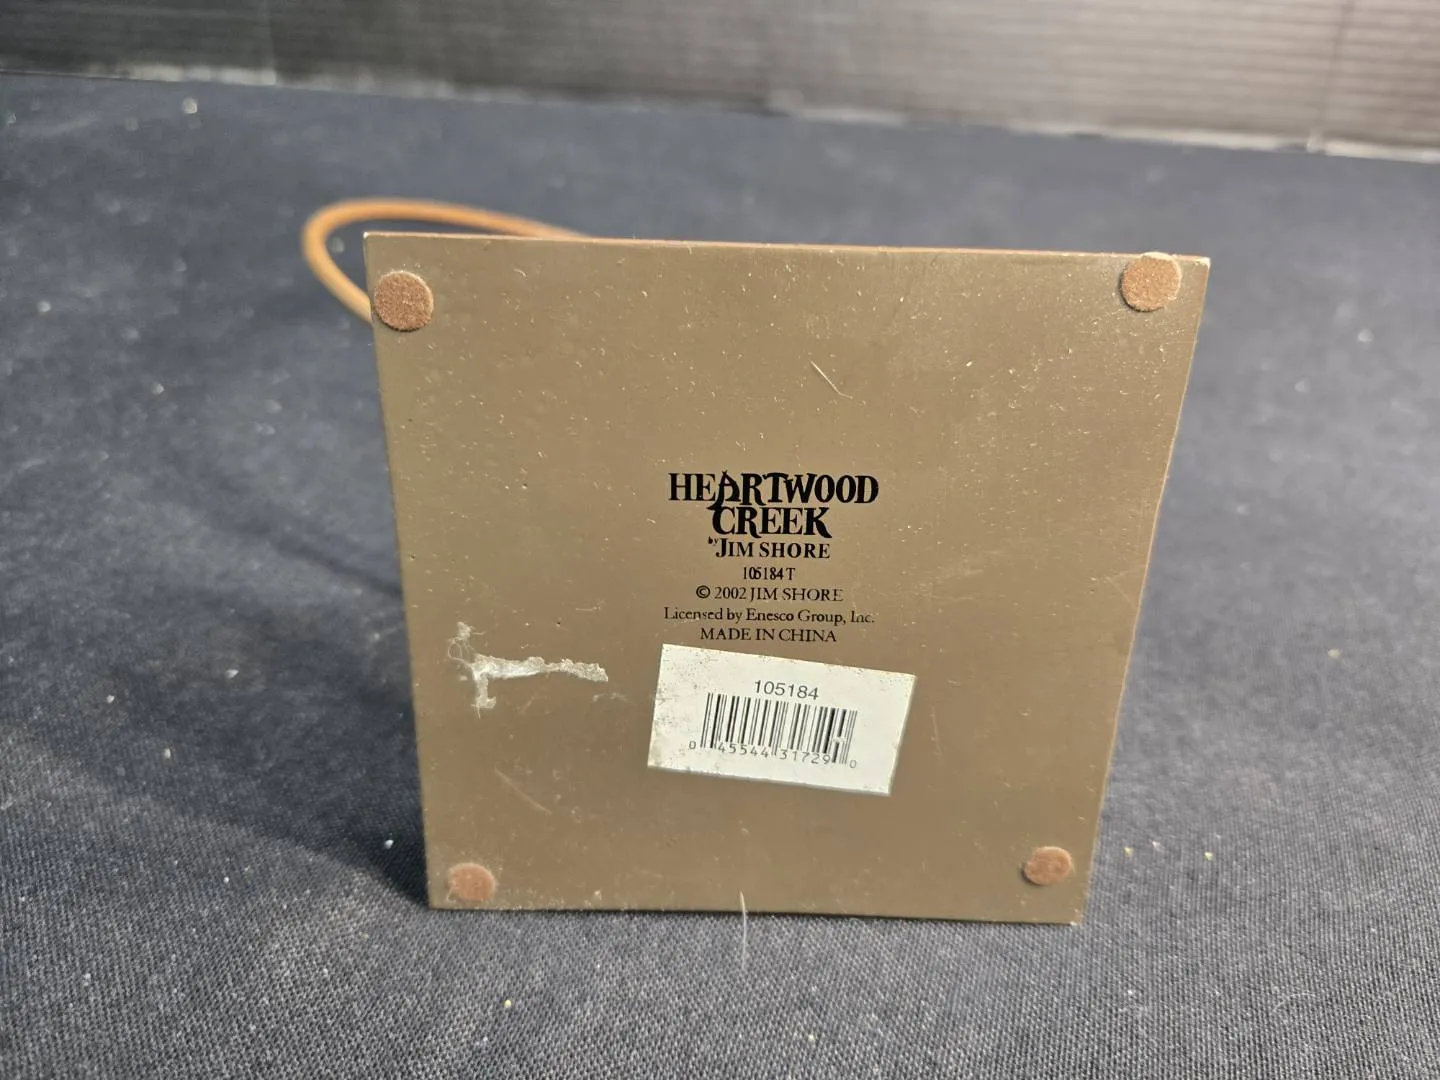 HEARTWOOD
CREEK
by JIM SHORE
105184 T
© 2002 JIM SHORE
Licensed by Enesco Group, Inc.
MADE IN CHINA
105184
0 45544 31729 0